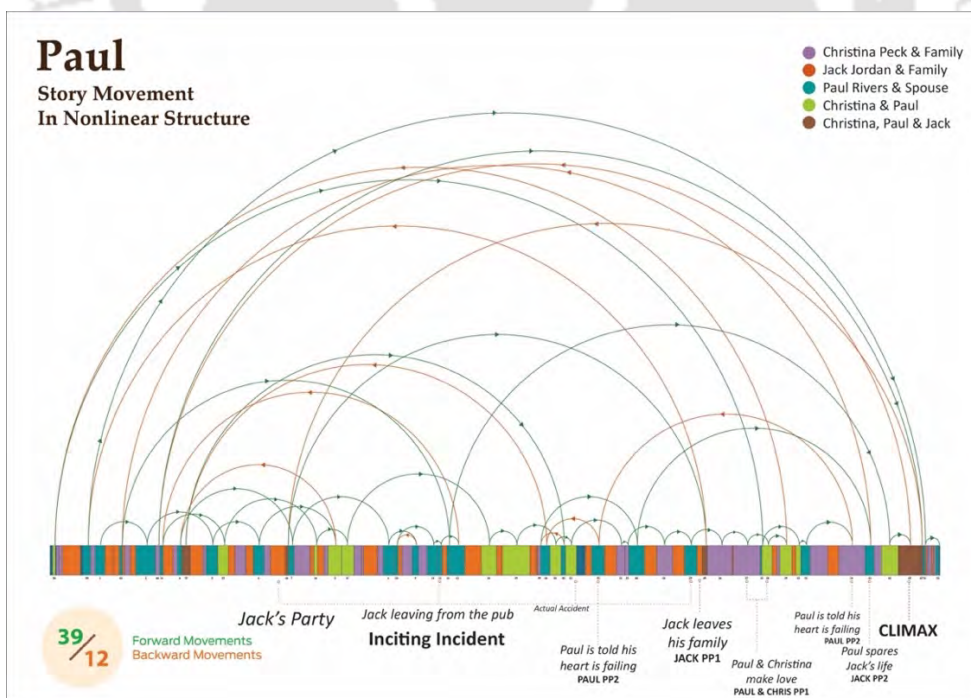 Paul
Story Movement
In Nonlinear Structure
Christina Peck & Family
Jack Jordan & Family
Paul Rivers & Spouse
Christina & Paul
Christina, Paul & Jack
Jack's Party
Jack leaving from the pub
Inciting Incident
Actual Accident
Paul is told his
heart is failing
PAUL PP2
Jack leaves
his family
JACK PP1
Paul & Christina
make love
PAUL & CHRIS PP1
Paul is told his
heart is failing
PAUL PP2
Paul spares
Jack's life
JACK PP2
CLIMAX
39/12
Forward Movements
Backward Movements